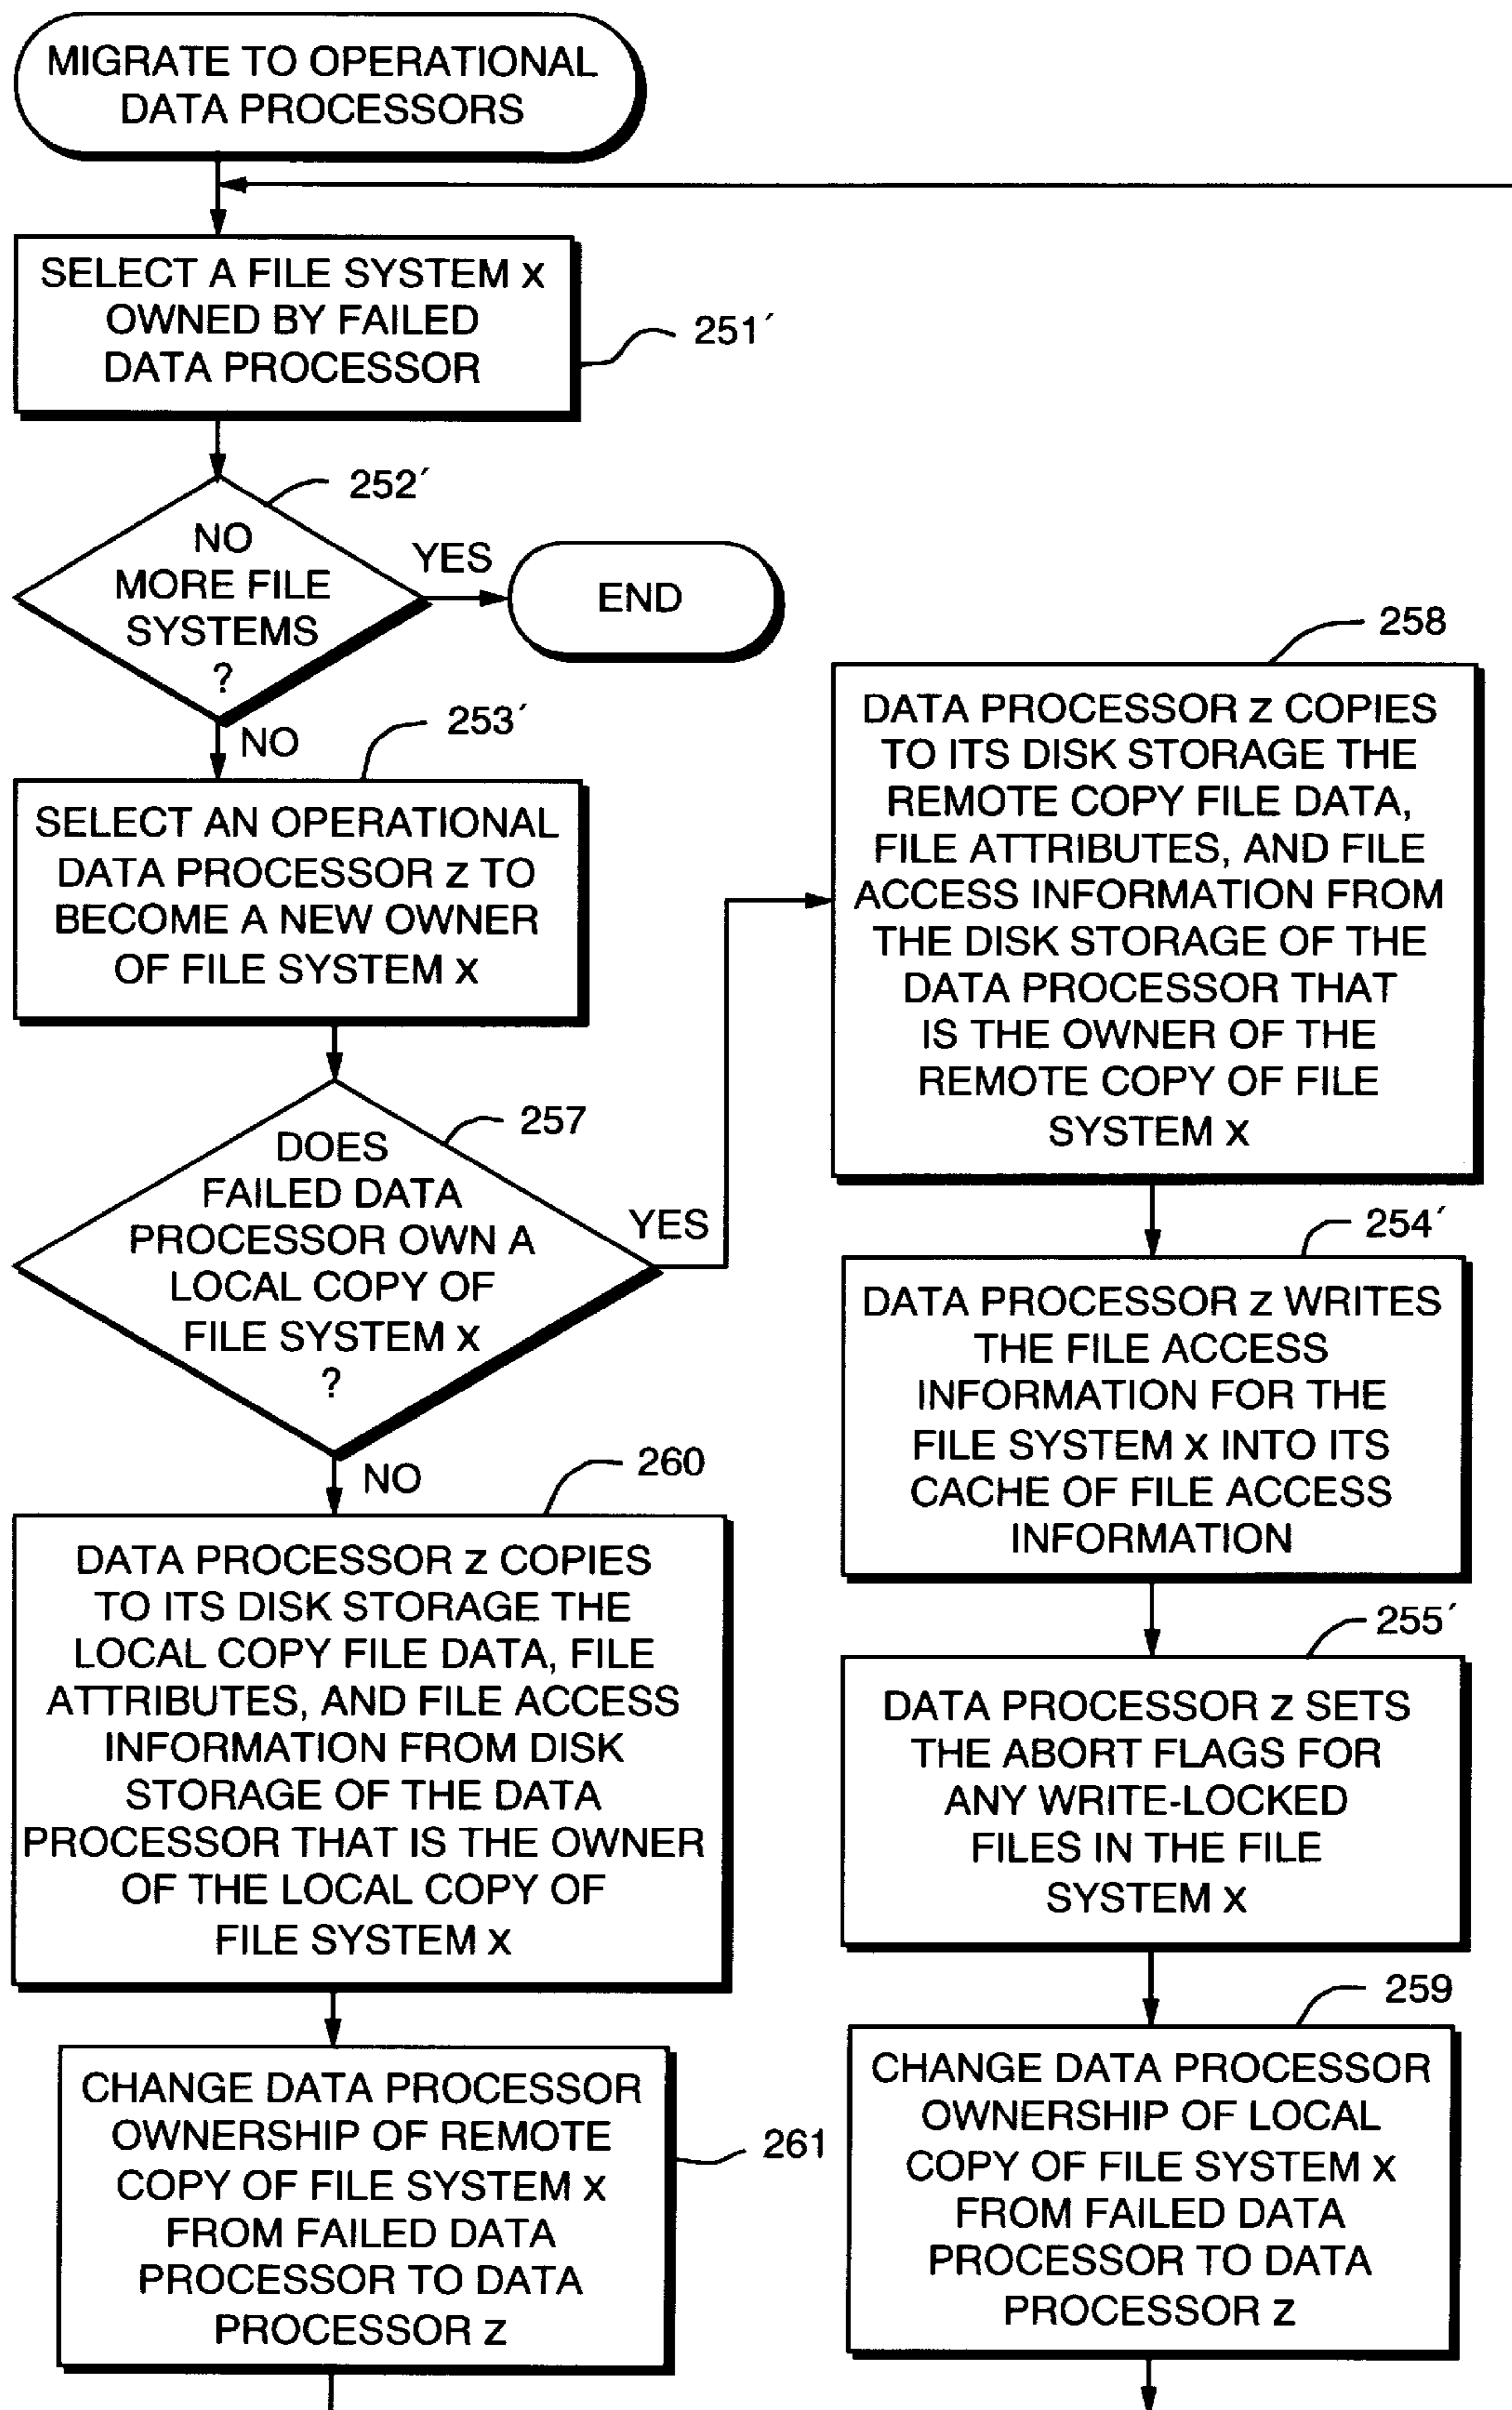 MIGRATE TO OPERATIONAL
DATA PROCESSORS
SELECT A FILE SYSTEM X
OWNED BY FAILED
DATA PROCESSOR
251´
252´
NO
MORE FILE
SYSTEMS
?
YES
END
NO
253´
SELECT AN OPERATIONAL
DATA PROCESSOR Z TO
BECOME A NEW OWNER
OF FILE SYSTEM X
257
DOES
FAILED DATA
PROCESSOR OWN A
LOCAL COPY OF
FILE SYSTEM X
?
YES
NO
260
DATA PROCESSOR Z COPIES
TO ITS DISK STORAGE THE
LOCAL COPY FILE DATA, FILE
ATTRIBUTES, AND FILE ACCESS
INFORMATION FROM DISK
STORAGE OF THE DATA
PROCESSOR THAT IS THE OWNER
OF THE LOCAL COPY OF
FILE SYSTEM X
CHANGE DATA PROCESSOR
OWNERSHIP OF REMOTE
COPY OF FILE SYSTEM X
FROM FAILED DATA
PROCESSOR TO DATA
PROCESSOR Z
261
258
DATA PROCESSOR Z COPIES
TO ITS DISK STORAGE THE
REMOTE COPY FILE DATA,
FILE ATTRIBUTES, AND FILE
ACCESS INFORMATION FROM
THE DISK STORAGE OF THE
DATA PROCESSOR THAT
IS THE OWNER OF THE
REMOTE COPY OF FILE
SYSTEM X
254´
DATA PROCESSOR Z WRITES
THE FILE ACCESS
INFORMATION FOR THE
FILE SYSTEM X INTO ITS
CACHE OF FILE ACCESS
INFORMATION
255´
DATA PROCESSOR Z SETS
THE ABORT FLAGS FOR
ANY WRITE-LOCKED
FILES IN THE FILE
SYSTEM X
259
CHANGE DATA PROCESSOR
OWNERSHIP OF LOCAL
COPY OF FILE SYSTEM X
FROM FAILED DATA
PROCESSOR TO DATA
PROCESSOR Z